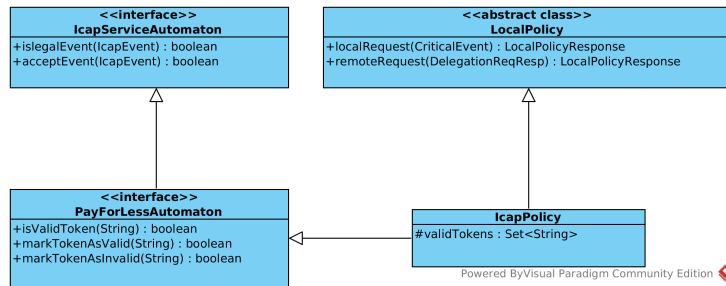 <<interface>>
IcapServiceAutomaton
+islegalEvent(IcapEvent) : boolean
+acceptEvent(IcapEvent) : boolean
<<abstract class>>
LocalPolicy
+localRequest(CriticalEvent) : LocalPolicyResponse
+remoteRequest(DelegationReqResp) : LocalPolicyResponse
<<interface>>
PayForLessAutomaton
+isValidToken(String) : boolean
+markTokenAsValid(String) : boolean
+markTokenAsInvalid(String) : boolean
IcapPolicy
#validTokens : Set<String>
Powered ByVisual Paradigm Community Edition